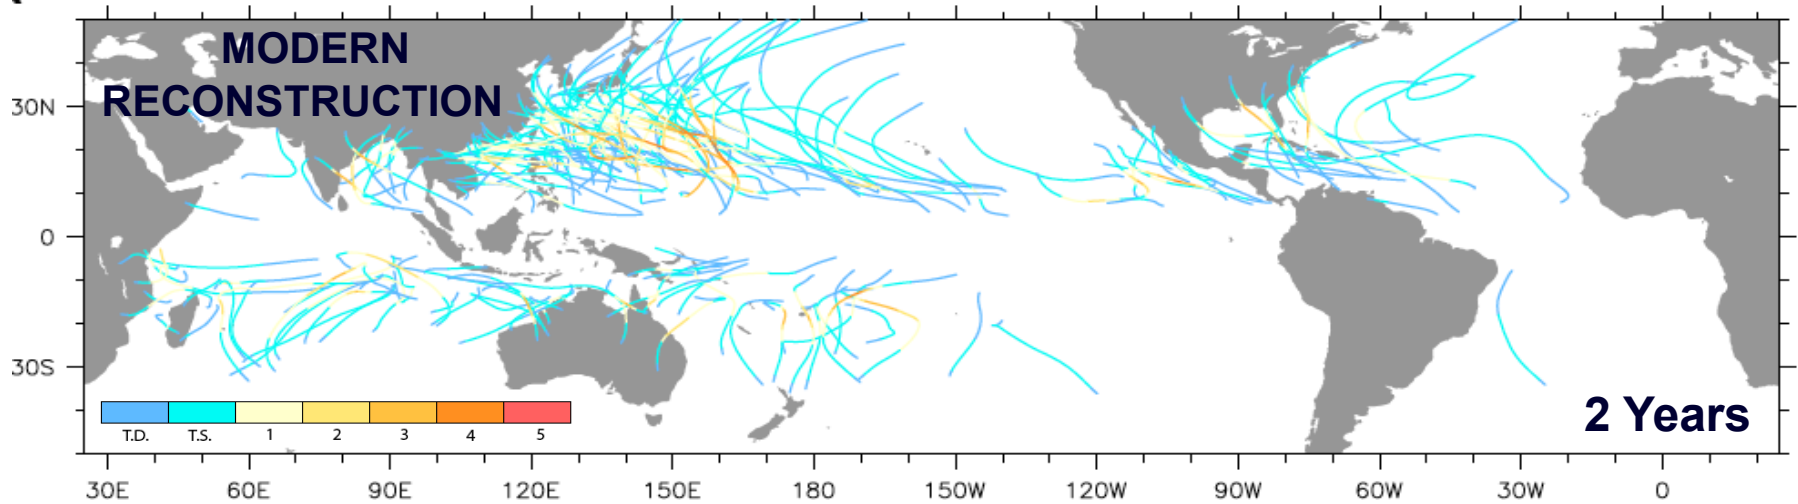 MODERN
RECONSTRUCTION
30N
0
30S
T.D. T.S. 1 2 3 4 5
2 Years
30E 60E 90E 120E 150E 180 150W 120W 90W 60W 30W 0